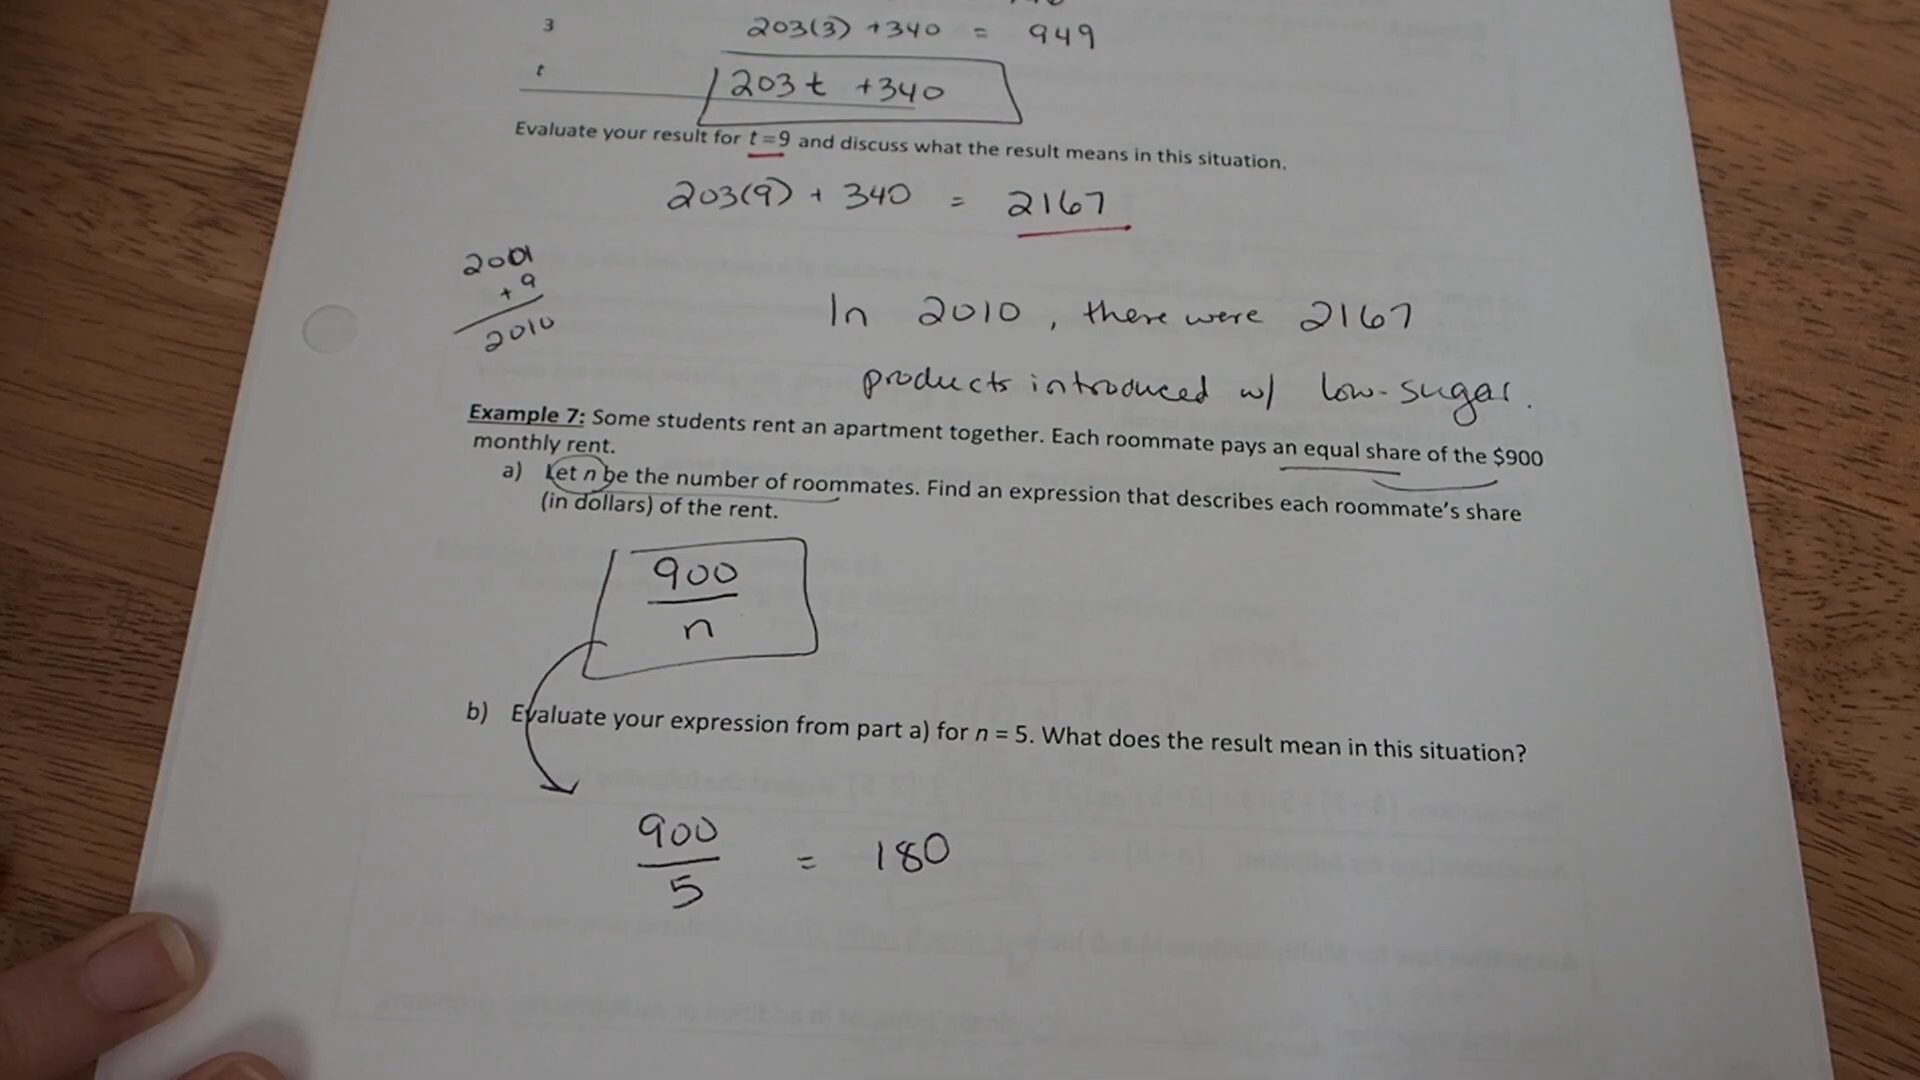 3 203(3) +340 = 949
t 203t +340
Evaluate your result for t=9 and discuss what the result means in this situation.
203(9) + 340 = 2167
2001
+ 9
2010
In 2010, there were 2167
products introduced w/ low-sugar.
Example 7: Some students rent an apartment together. Each roommate pays an equal share of the $900
monthly rent.
a) Let n be the number of roommates. Find an expression that describes each roommate's share
(in dollars) of the rent.
900
n
b) Evaluate your expression from part a) for n = 5. What does the result mean in this situation?
900
5
= 180